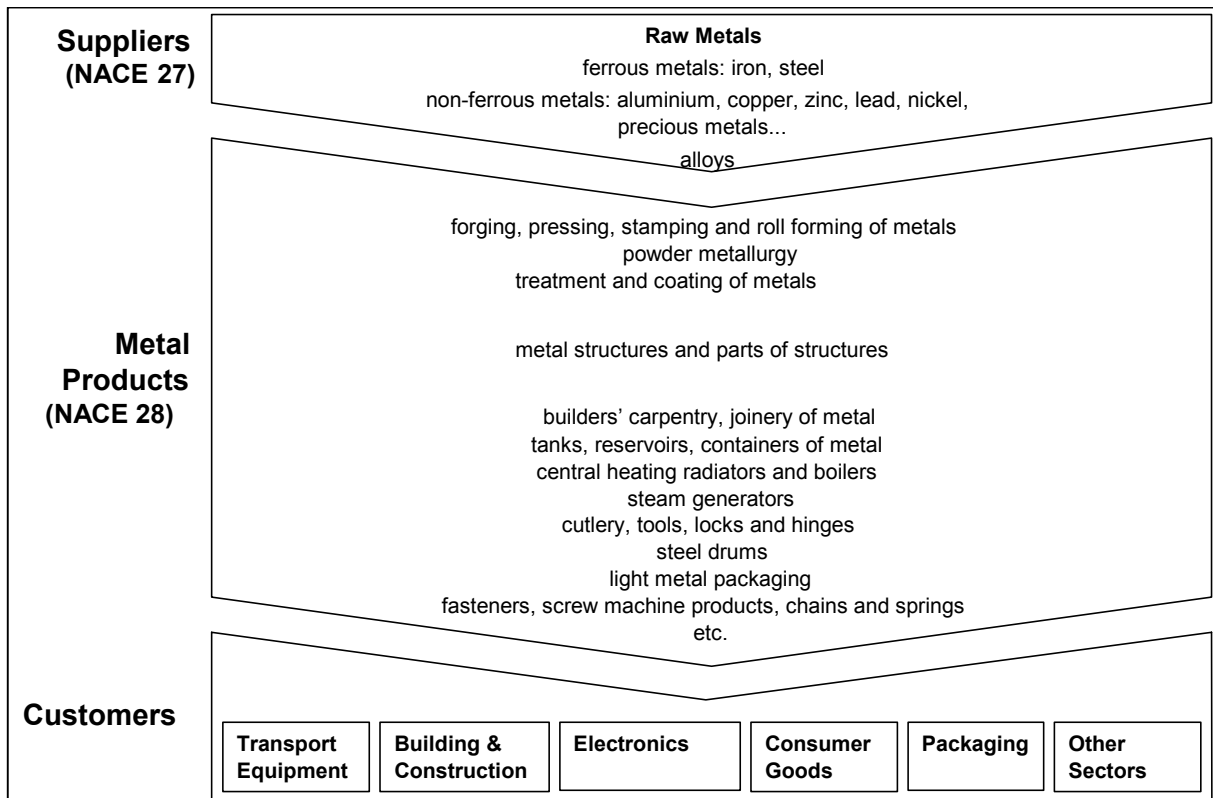 Suppliers
(NACE 27)
Raw Metals
ferrous metals: iron, steel
non-ferrous metals: aluminium, copper, zinc, lead, nickel,
precious metals...
alloys
Metal
Products
(NACE 28)
forging, pressing, stamping and roll forming of metals
powder metallurgy
treatment and coating of metals
metal structures and parts of structures
builders’ carpentry, joinery of metal
tanks, reservoirs, containers of metal
central heating radiators and boilers
steam generators
cutlery, tools, locks and hinges
steel drums
light metal packaging
fasteners, screw machine products, chains and springs
etc.
Customers
Transport
Equipment
Building &
Construction
Electronics
Consumer
Goods
Packaging
Other
Sectors